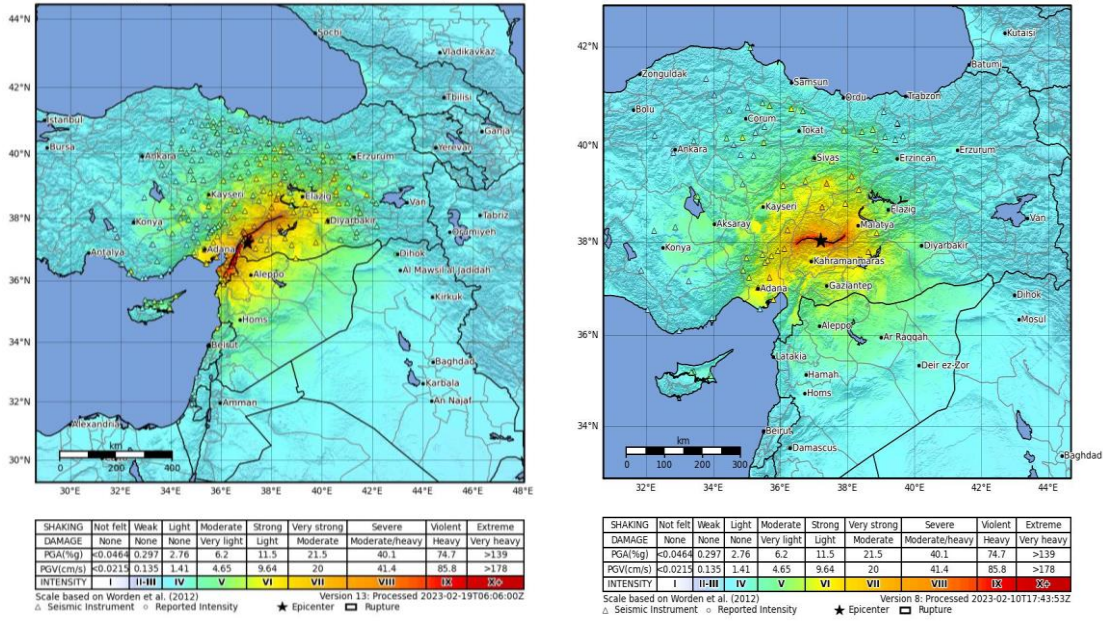 44°N
42°N
40°N
38°N
36°N
34°N
32°N
30°N
30°E 32°E 34°E 36°E 38°E 40°E 42°E 44°E 46°E 48°E
Sochi
Vladikavkaz
Tbilisi
Istanbul
Ganja
Bursa
Yerevan
Ankara
Erzurum
Kayseri
Elazig
Van
Konya
Diyarbakir
Tabriz
Antalya
Adana
Dihok
Aleppo
Al Mawsil al Jadidah
Kirkuk
Homs
Beirut
Baghdad
Karbala
Amman
An Najaf
Alexandria
km
0 200 400
SHAKING Not felt Weak Light Moderate Strong Very strong Severe Violent Extreme
DAMAGE None None None Very light Light Moderate Moderate/heavy Heavy Very heavy
PGA(%g) <0.0464 0.297 2.76 6.2 11.5 21.5 40.1 74.7 >139
PGV(cm/s) <0.0215 0.135 1.41 4.65 9.64 20 41.4 85.8 >178
INTENSITY I II-III IV V VI VII VIII IX X+
Scale based on Worden et al. (2012) Version 13: Processed 2023-02-19T06:06:00Z
△ Seismic Instrument ○ Reported Intensity ★ Epicenter Rupture
42°N
40°N
38°N
36°N
34°N
32°E 34°E 36°E 38°E 40°E 42°E 44°E
Kutaisi
Zonguldak
Batumi
Samsun
Bolu
Ordu
Trabzon
Corum
Tokat
Ankara
Sivas
Erzincan
Erzurum
Kayseri
Elazig
Aksaray
Malatya
Van
Konya
Diyarbakir
Kahramanmaras
Adana
Gaziantep
Dihok
Aleppo
Mosul
Ar Raqqah
Latakia
Hamah
Deir ez-Zor
Homs
Beirut
Damascus
Baghdad
km
0 100 200 300
SHAKING Not felt Weak Light Moderate Strong Very strong Severe Violent Extreme
DAMAGE None None None Very light Light Moderate Moderate/heavy Heavy Very heavy
PGA(%g) <0.0464 0.297 2.76 6.2 11.5 21.5 40.1 74.7 >139
PGV(cm/s) <0.0215 0.135 1.41 4.65 9.64 20 41.4 85.8 >178
INTENSITY I II-III IV V VI VII VIII IX X+
Scale based on Worden et al. (2012) Version 8: Processed 2023-02-10T17:43:53Z
△ Seismic Instrument ○ Reported Intensity ★ Epicenter Rupture